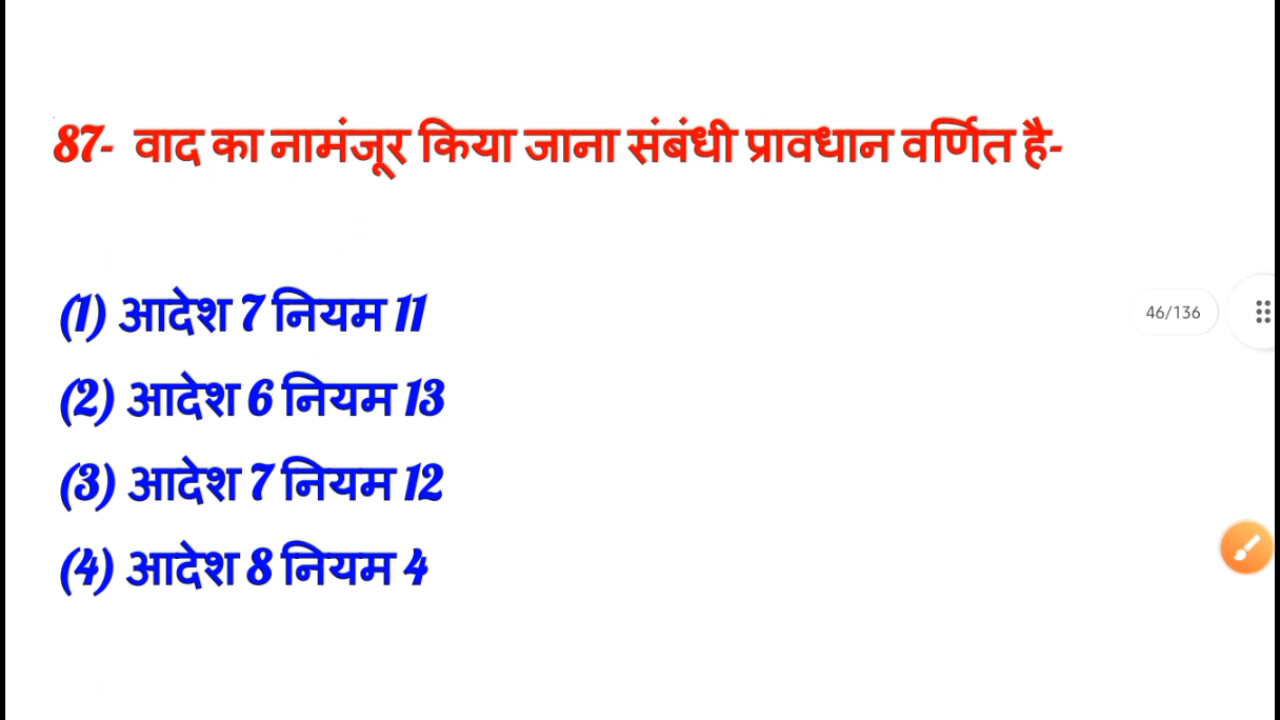 87- वाद का नामंजूर किया जाना संबंधी प्रावधान वर्णित है-
(1) आदेश 7 नियम 11
46/136
(2) आदेश 6 नियम 13
(3) आदेश 7 नियम 12
(4) आदेश 8 नियम 4